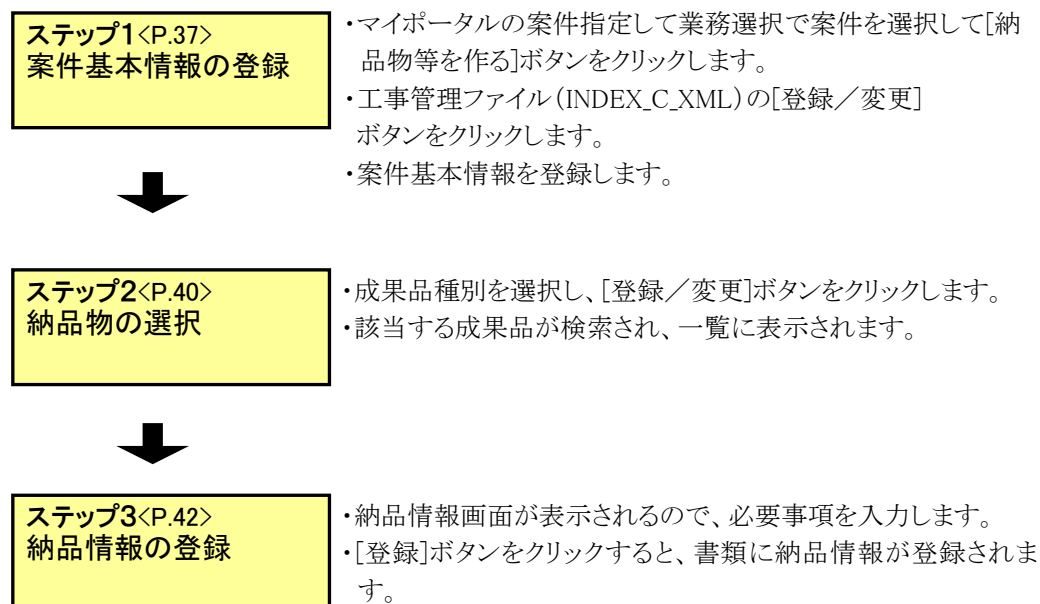 ステップ1<P.37>
案件基本情報の登録
・マイポータルの案件指定して業務選択で案件を選択して[納
品物等を作る]ボタンをクリックします。
・工事管理ファイル(INDEX_C_XML)の[登録／変更]
ボタンをクリックします。
・案件基本情報を登録します。
ステップ2<P.40>
納品物の選択
・成果品種別を選択し、[登録／変更]ボタンをクリックします。
・該当する成果品が検索され、一覧に表示されます。
ステップ3<P.42>
納品情報の登録
・納品情報画面が表示されるので、必要事項を入力します。
・[登録]ボタンをクリックすると、書類に納品情報が登録されま
す。